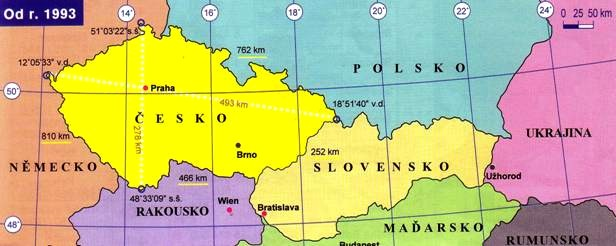 Od r. 1993
14°
16°
18°
20°
22°
24°
0 25 50 km
51°03'22"s.š.
12°05'33"v.d.
762 km
POLSKO
50°
Praha
493 km
18°51'40"v.d.
ČESKO
278 km
UKRAJINA
810 km
Brno
252 km
NĚMECKO
SLOVENSKO
466 km
Užhorod
48°33'09"s.š.
Wien
RAKOUSKO
Bratislava
48°
MAĎARSKO
RUMUNSKO
Budapest